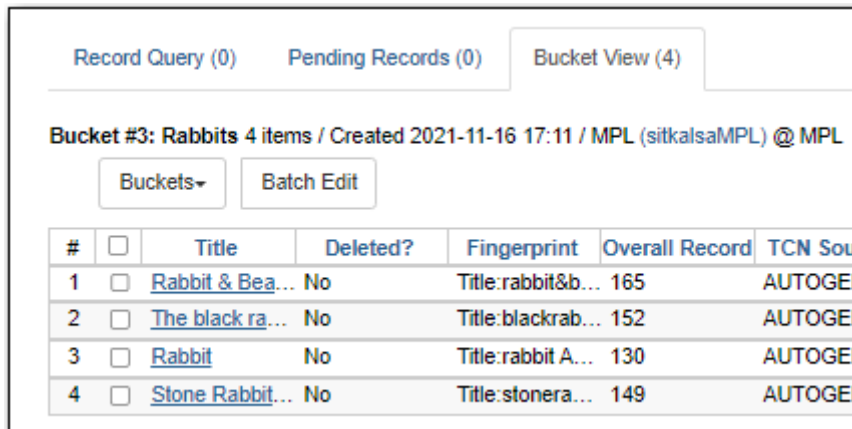 Record Query (0) Pending Records (0) Bucket View (4)
Bucket #3: Rabbits 4 items / Created 2021-11-16 17:11 / MPL (sitkalsaMPL) @ MPL
Buckets Batch Edit
# Title Deleted? Fingerprint Overall Record TCN Sou
1 Rabbit & Bea... No Title:rabbit&b... 165 AUTOGE
2 The black ra... No Title:blackrab... 152 AUTOGE
3 Rabbit No Title:rabbit A... 130 AUTOGE
4 Stone Rabbit... No Title:stonera... 149 AUTOGE